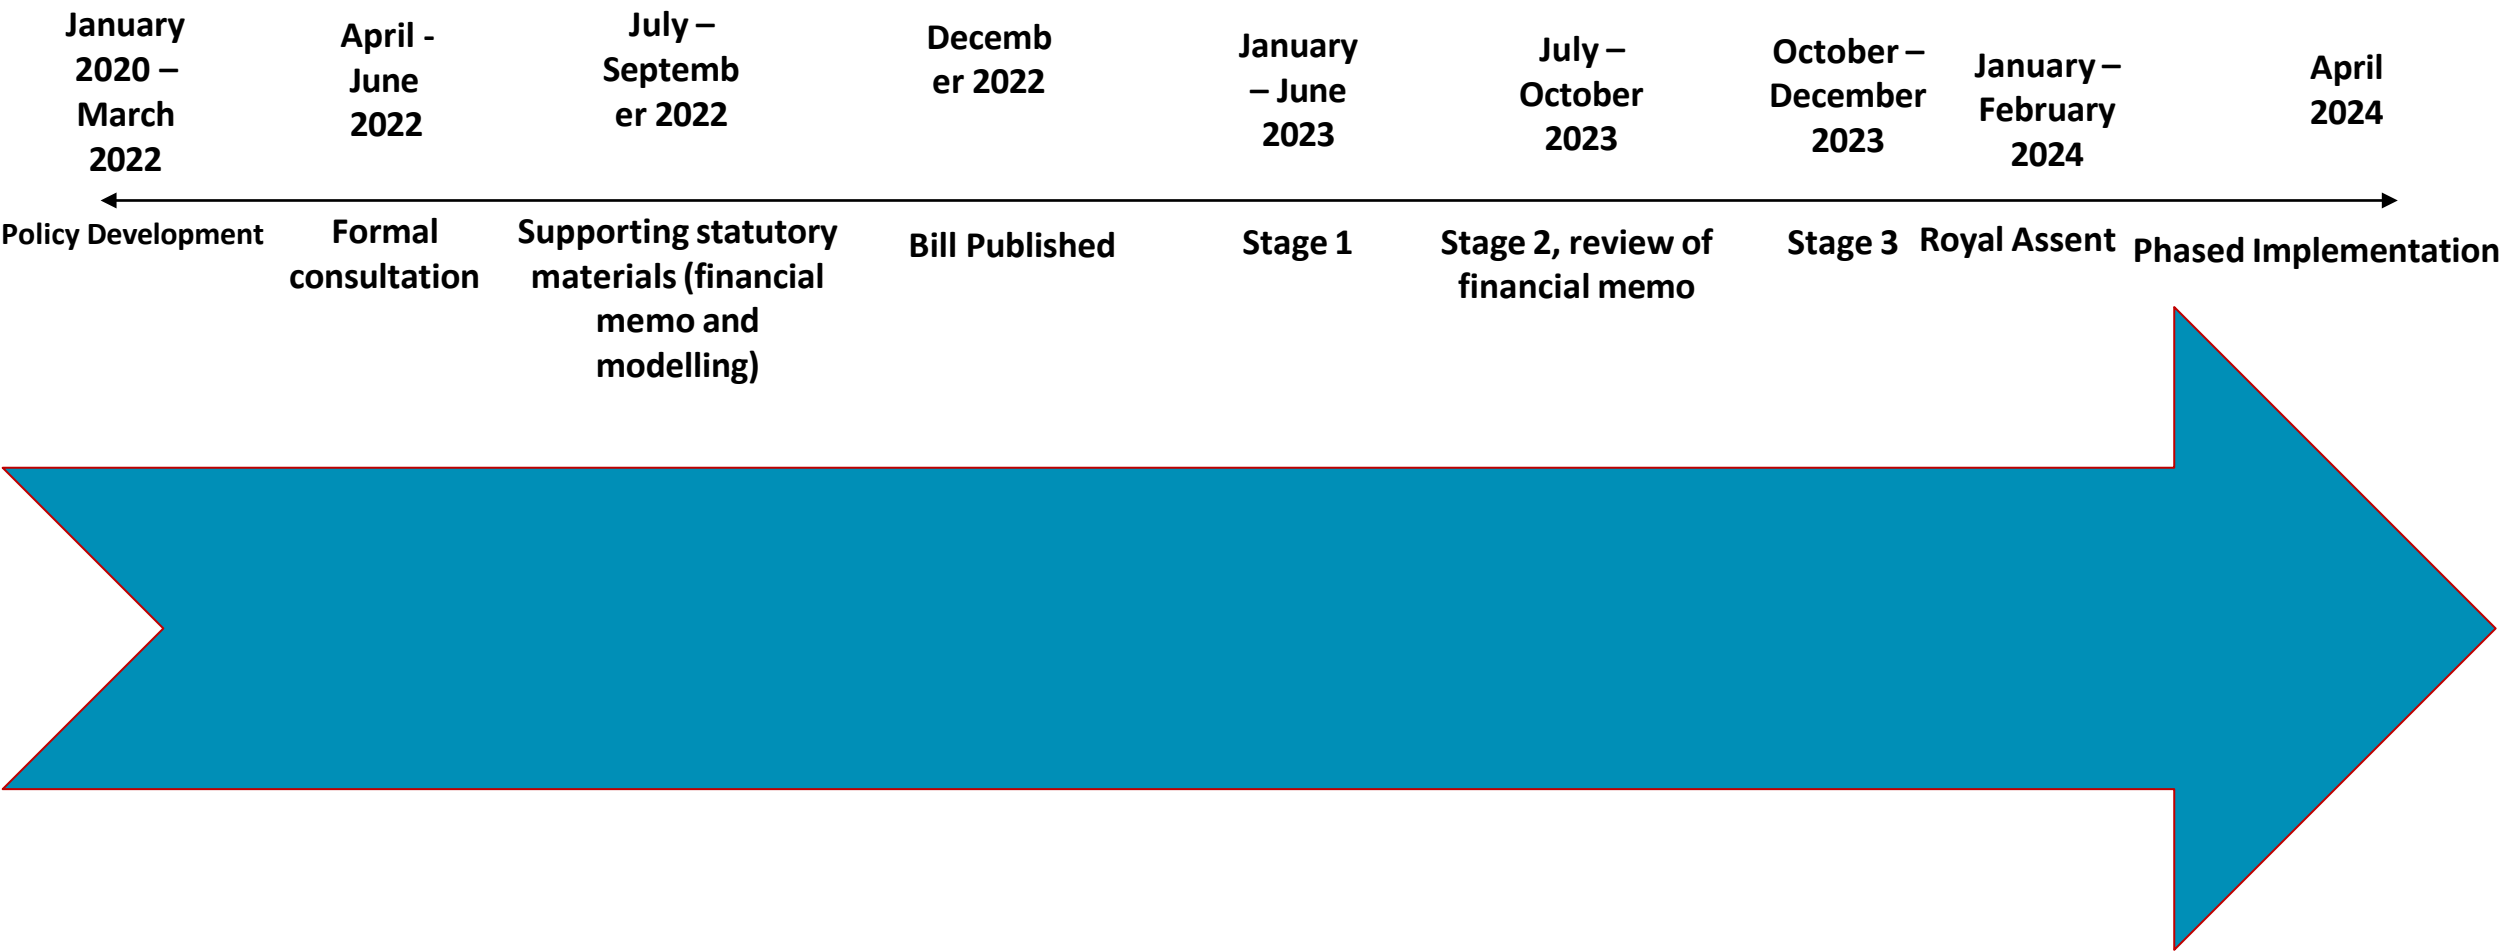 January
2020 –
March
2022
April -
June
2022
July –
Septemb
er 2022
Decemb
er 2022
January
– June
2023
July –
October
2023
October –
December
2023
January –
February
2024
April
2024
Policy Development
Formal
consultation
Supporting statutory
materials (financial
memo and
modelling)
Bill Published
Stage 1
Stage 2, review of
financial memo
Stage 3
Royal Assent
Phased Implementation